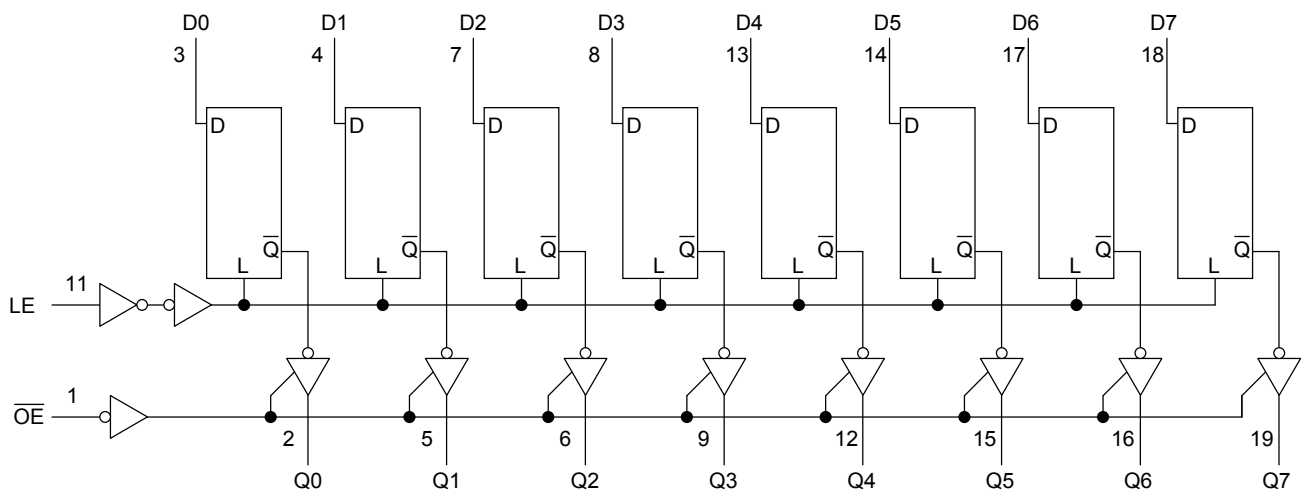 D0 D1 D2 D3 D4 D5 D6 D7
3 4 7 8 13 14 17 18
D D D D D D D D
Q̅ Q̅ Q̅ Q̅ Q̅ Q̅ Q̅ Q̅
L L L L L L L L
11
LE
1
O̅E̅
2 5 6 9 12 15 16 19
Q0 Q1 Q2 Q3 Q4 Q5 Q6 Q7